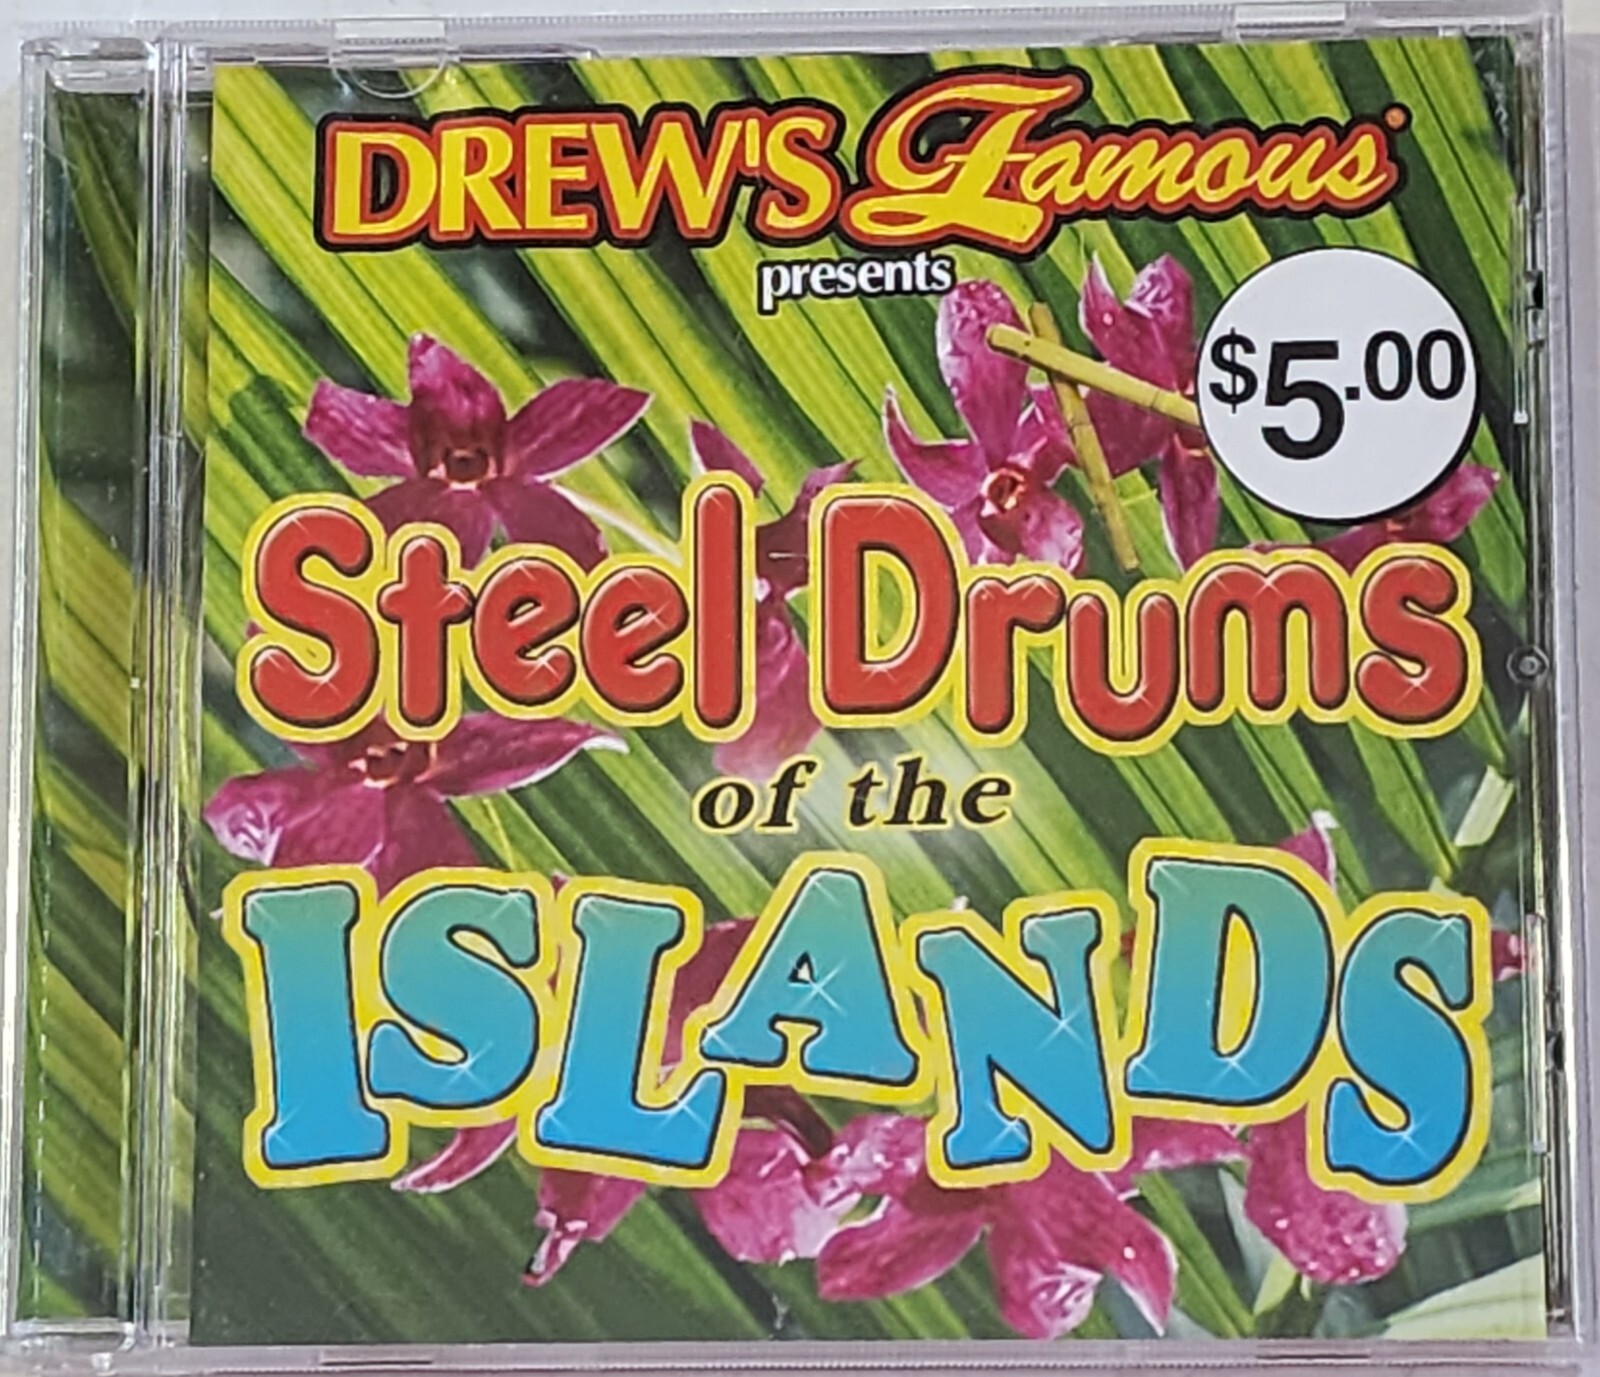 DREW'S Famous
presents
$5.00
Steel Drums
of the
ISLANDS